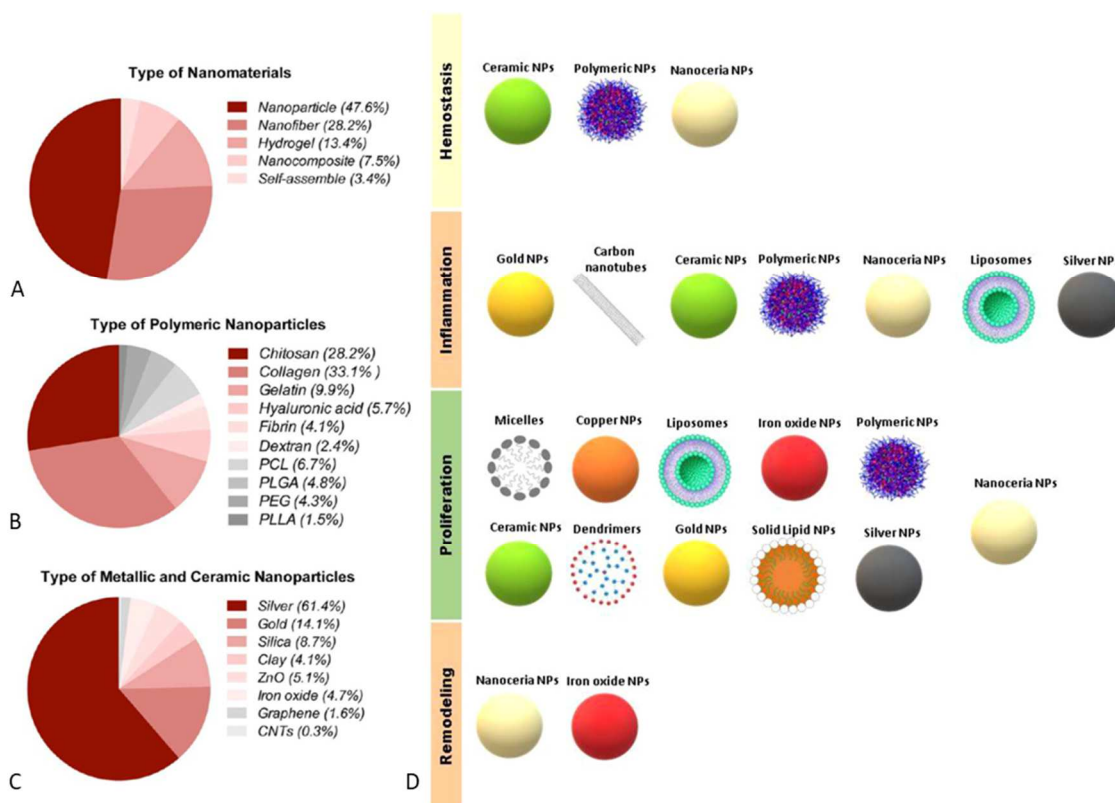 Type of Nanomaterials
Nanoparticle (47.6%)
Nanofiber (28.2%)
Hydrogel (13.4%)
Nanocomposite (7.5%)
Self-assemble (3.4%)
A
Type of Polymeric Nanoparticles
Chitosan (28.2%)
Collagen (33.1% )
Gelatin (9.9%)
Hyaluronic acid (5.7%)
Fibrin (4.1%)
Dextran (2.4%)
PCL (6.7%)
PLGA (4.8%)
PEG (4.3%)
PLLA (1.5%)
B
Type of Metallic and Ceramic Nanoparticles
Silver (61.4%)
Gold (14.1%)
Silica (8.7%)
Clay (4.1%)
ZnO (5.1%)
Iron oxide (4.7%)
Graphene (1.6%)
CNTs (0.3%)
C
D
Hemostasis
Ceramic NPs Polymeric NPs Nanoceria NPs
Inflammation
Gold NPs Carbon nanotubes Ceramic NPs Polymeric NPs Nanoceria NPs Liposomes Silver NP
Proliferation
Micelles Copper NPs Liposomes Iron oxide NPs Polymeric NPs
Nanoceria NPs
Ceramic NPs Dendrimers Gold NPs Solid Lipid NPs Silver NPs
Remodeling
Nanoceria NPs Iron oxide NPs